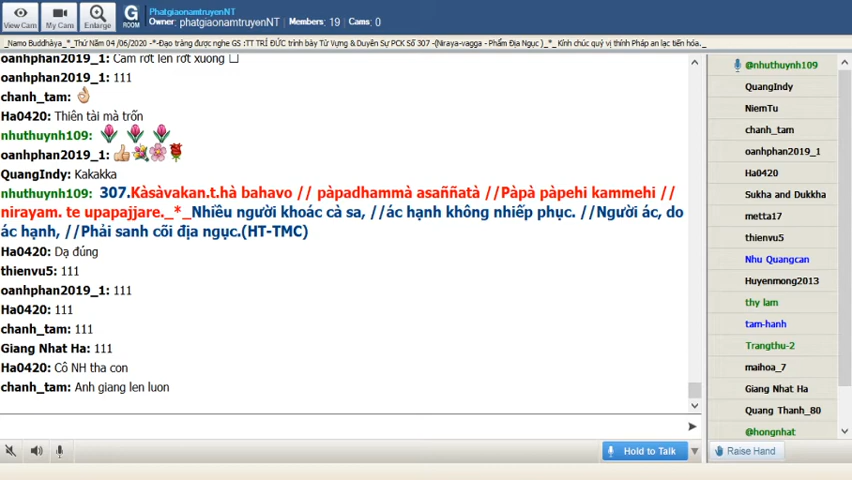 PhatgiaonamtruyenNT
Owner: phatgiaonamtruyenNT Members: 19 Cams: 0
View Cam
My Cam
Enlarge
G
ROOM
_Namo Buddhàya_*_Thứ Năm 04 /06/2020 -*-Đạo tràng được nghe GS :TT TRÍ ĐỨC trình bày Từ Vựng & Duyên Sự PCK Số 307 -(Niraya-vagga - Phẩm Địa Ngục )_*_ Kính chúc quý vị thính Pháp an lạc tiến hóa._
oanhphan2019_1: Cắm rớt lên rớt xuống
oanhphan2019_1: 111
chanh_tam:
Ha0420: Thiên tài mà trốn
nhuthuynh109:
oanhphan2019_1:
QuangIndy: Kakakka
nhuthuynh109: 307.Kàsàvakan.t.hà bahavo // pàpadhammà asaññatà //Pàpà pàpehi kammehi //
nirayam. te upapajjare._*_Nhiều người khoác cà sa, //ác hạnh không nhiếp phục. //Người ác, do
ác hạnh, //Phải sanh cõi địa ngục.(HT-TMC)
Ha0420: Dạ đúng
thienvu5: 111
oanhphan2019_1: 111
Ha0420: 111
chanh_tam: 111
Giang Nhat Ha: 111
Ha0420: Cô NH tha con
chanh_tam: Anh giang len luon
@nhuthuynh109
QuangIndy
NiemTu
chanh_tam
oanhphan2019_1
Ha0420
Sukha and Dukkha
metta17
thienvu5
Nhu Quangcan
Huyenmong2013
thy lam
tam-hanh
Trangthu-2
maihoa_7
Giang Nhat Ha
Quang Thanh_80
@hongnhat
Hold to Talk
Raise Hand